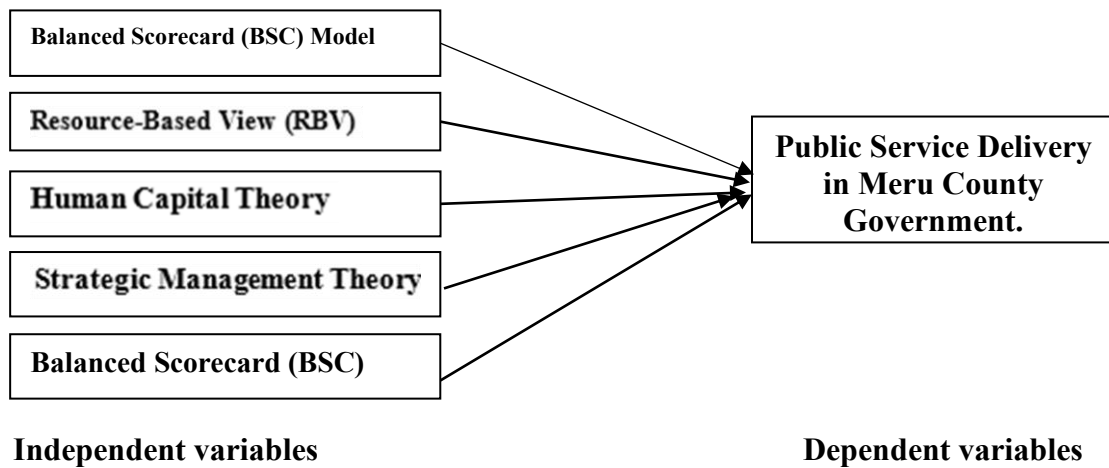 Balanced Scorecard (BSC) Model
Resource-Based View (RBV)
Human Capital Theory
Strategic Management Theory
Balanced Scorecard (BSC)
Public Service Delivery
in Meru County
Government.
Independent variables
Dependent variables